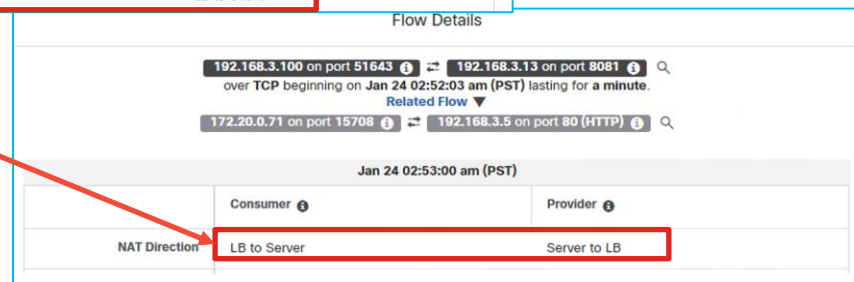 Flow Details
192.168.3.100 on port 51643 192.168.3.13 on port 8081
over TCP beginning on Jan 24 02:52:03 am (PST) lasting for a minute.
Related Flow ▼
172.20.0.71 on port 15708 192.168.3.5 on port 80 (HTTP)
Jan 24 02:53:00 am (PST)
Consumer Provider
NAT Direction LB to Server Server to LB